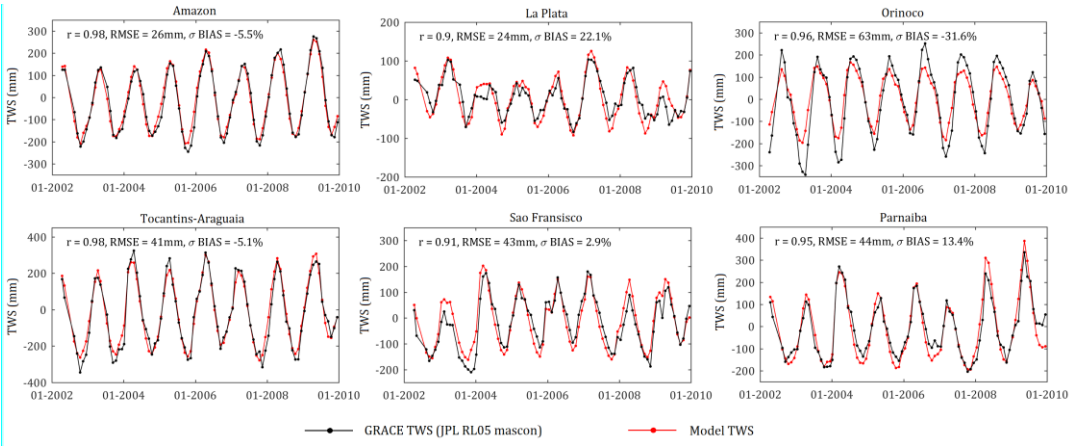 Amazon
r = 0.98, RMSE = 26mm, σ BIAS = -5.5%
TWS (mm)
300
200
100
0
-100
-200
-300
01-2002 01-2004 01-2006 01-2008 01-2010
La Plata
r = 0.9, RMSE = 24mm, σ BIAS = 22.1%
TWS (mm)
200
100
0
-100
-200
01-2002 01-2004 01-2006 01-2008 01-2010
Orinoco
r = 0.96, RMSE = 63mm, σ BIAS = -31.6%
TWS (mm)
300
200
100
0
-100
-200
-300
01-2002 01-2004 01-2006 01-2008 01-2010
Tocantins-Araguaia
r = 0.98, RMSE = 41mm, σ BIAS = -5.1%
TWS (mm)
400
200
0
-200
-400
01-2002 01-2004 01-2006 01-2008 01-2010
Sao Fransisco
r = 0.91, RMSE = 43mm, σ BIAS = 2.9%
TWS (mm)
300
200
100
0
-100
-200
01-2002 01-2004 01-2006 01-2008 01-2010
Parnaiba
r = 0.95, RMSE = 44mm, σ BIAS = 13.4%
TWS (mm)
400
300
200
100
0
-100
-200
01-2002 01-2004 01-2006 01-2008 01-2010
GRACE TWS (JPL RL05 mascon) Model TWS